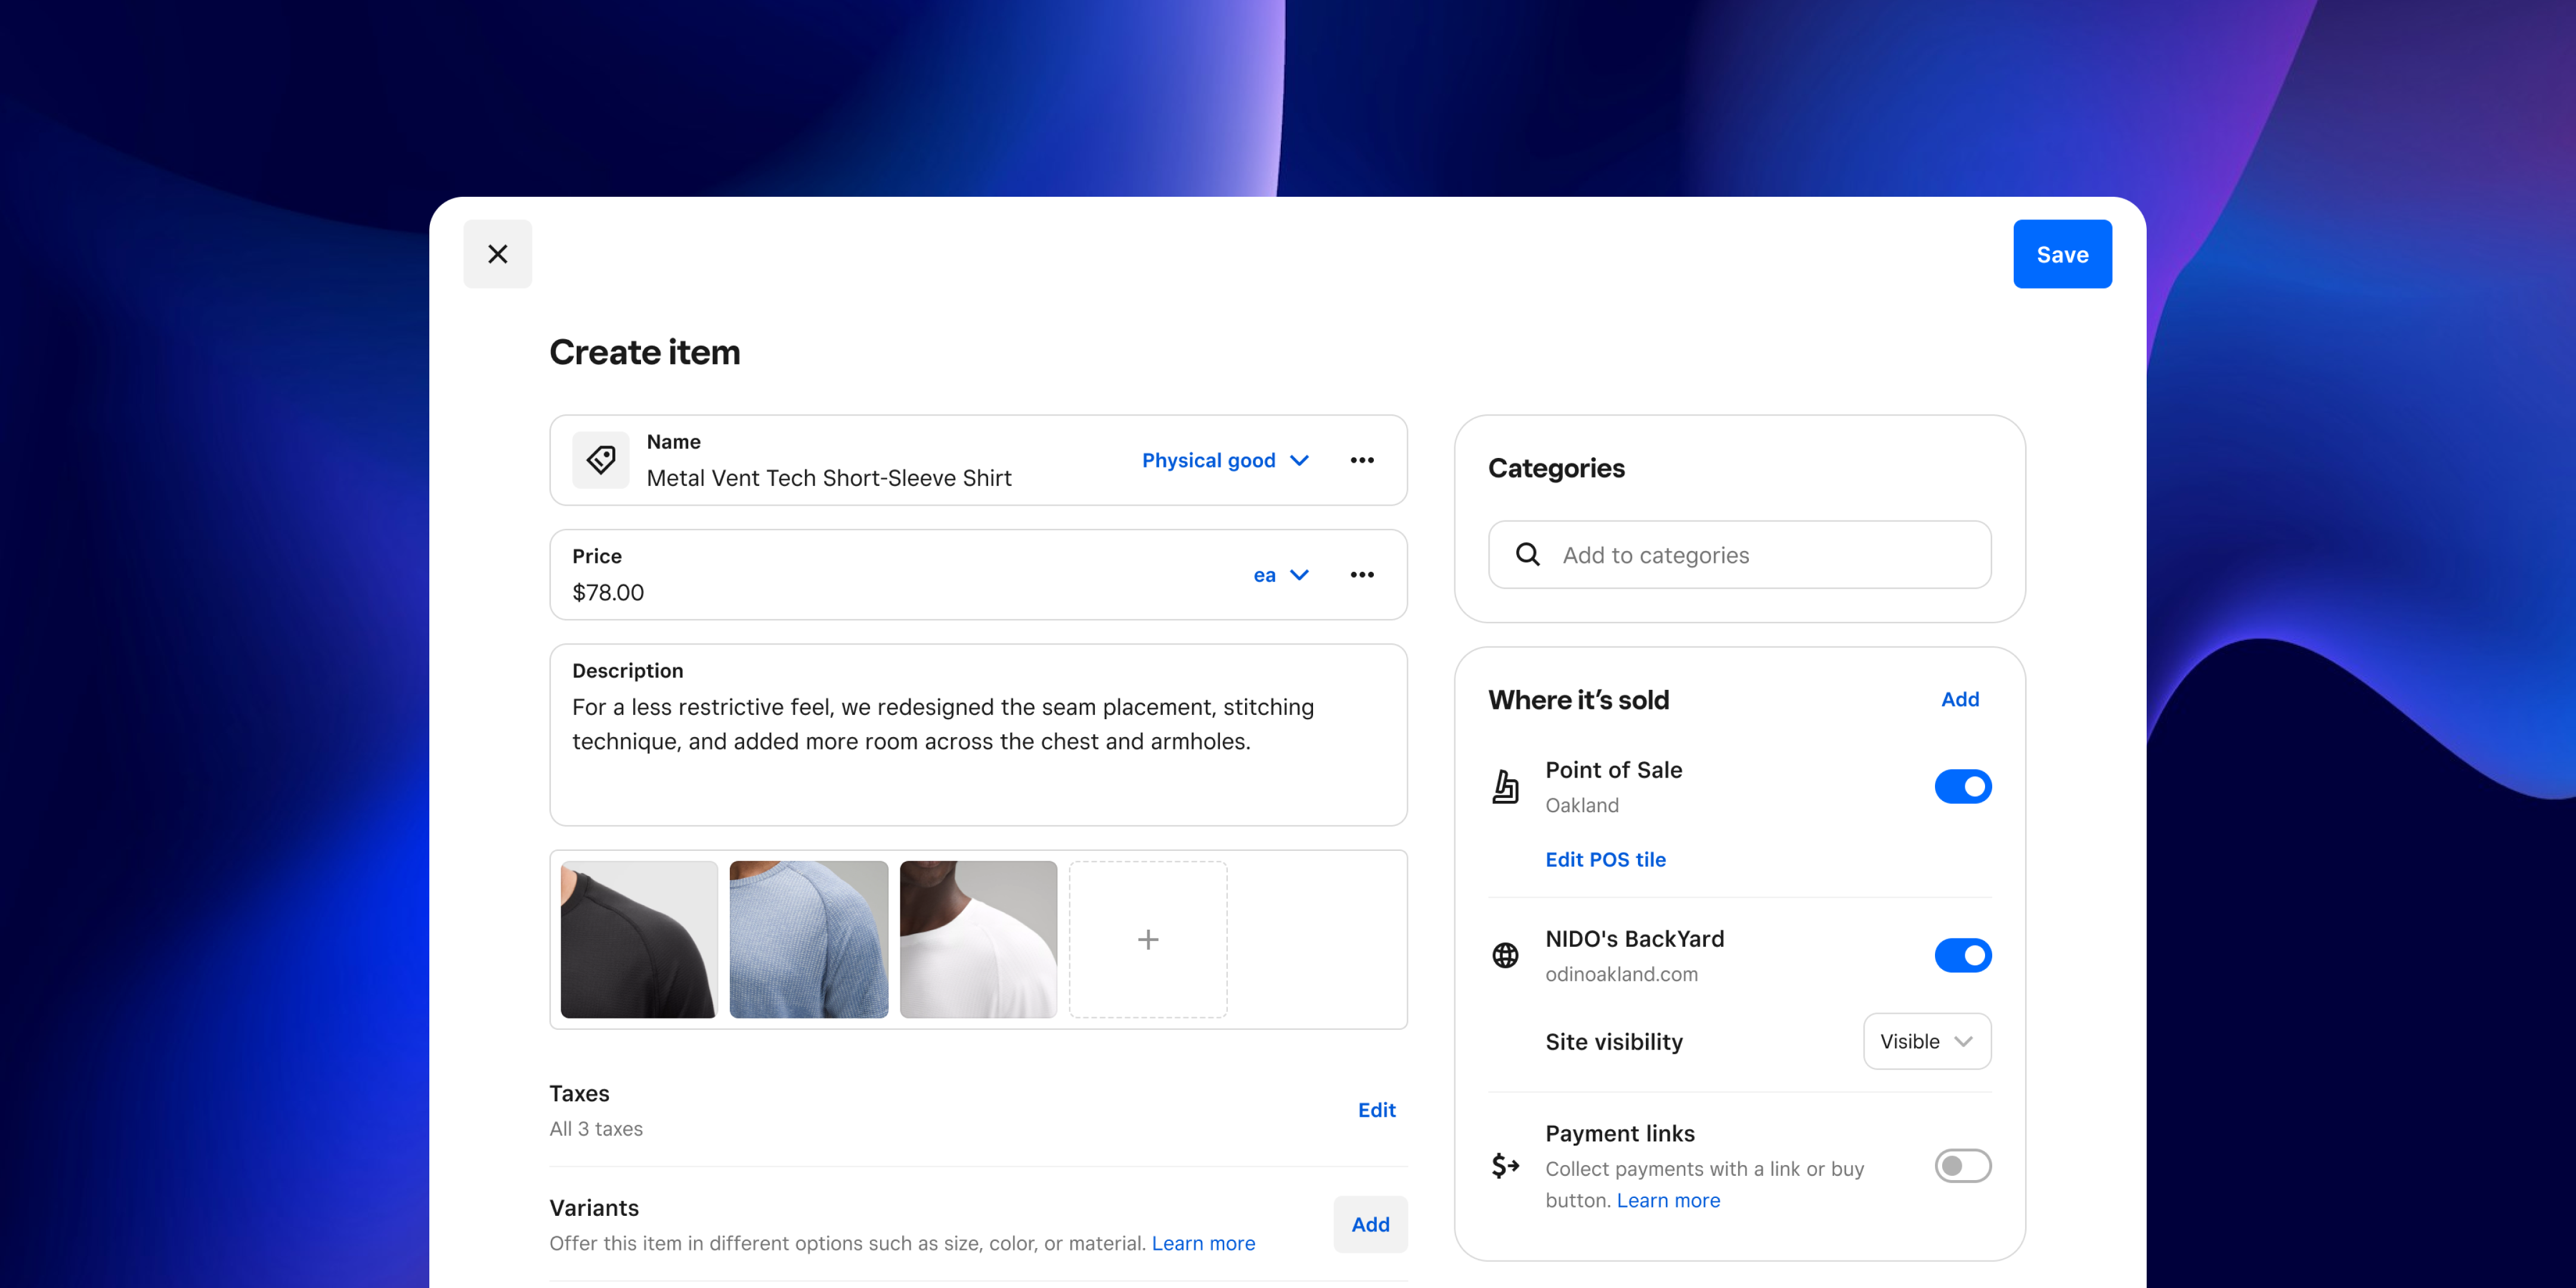 Save
Create item
Name
Metal Vent Tech Short-Sleeve Shirt
Physical good
Price
$78.00
ea
Description
For a less restrictive feel, we redesigned the seam placement, stitching
technique, and added more room across the chest and armholes.
Taxes
All 3 taxes
Edit
Variants
Offer this item in different options such as size, color, or material. Learn more
Add
Categories
Add to categories
Where it’s sold
Add
Point of Sale
Oakland
Edit POS tile
NIDO's BackYard
odinoakland.com
Site visibility
Visible
Payment links
Collect payments with a link or buy
button. Learn more